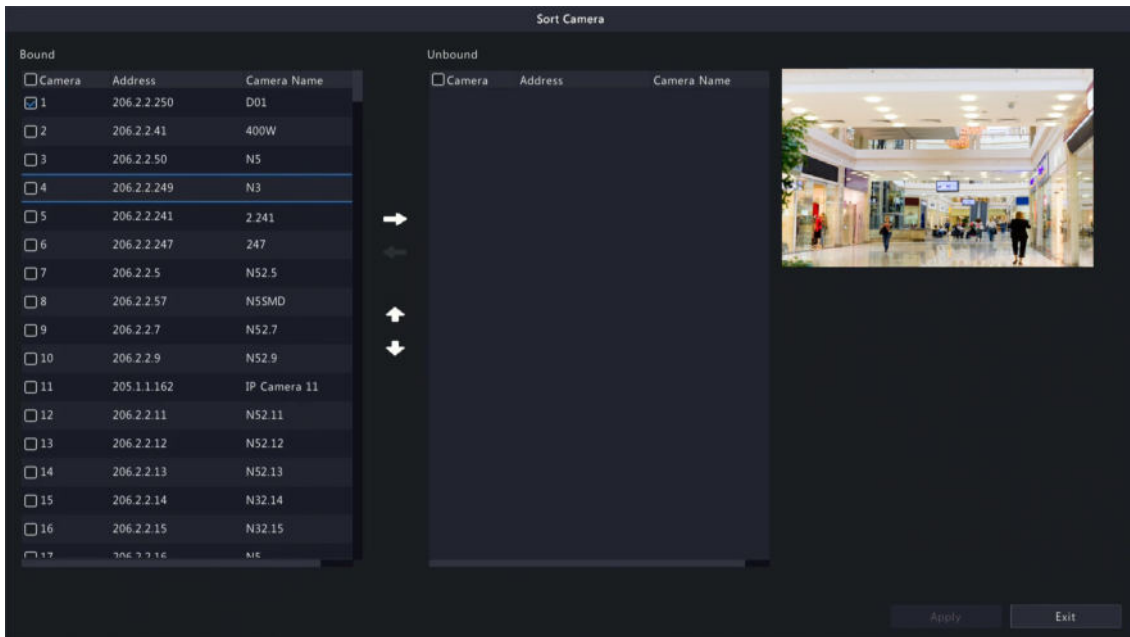 Sort Camera
Bound
Unbound
Camera Address Camera Name
Camera Address Camera Name
1 206.2.2.250 D01
2 206.2.2.41 400W
3 206.2.2.50 N5
4 206.2.2.249 N3
5 206.2.2.241 2.241
6 206.2.2.247 247
7 206.2.2.5 N52.5
8 206.2.2.57 N5SMD
9 206.2.2.7 N52.7
10 206.2.2.9 N52.9
11 205.1.1.162 IP Camera 11
12 206.2.2.11 N52.11
13 206.2.2.12 N52.12
14 206.2.2.13 N52.13
15 206.2.2.14 N32.14
16 206.2.2.15 N32.15
17 206.2.2.16 N5
Apply
Exit